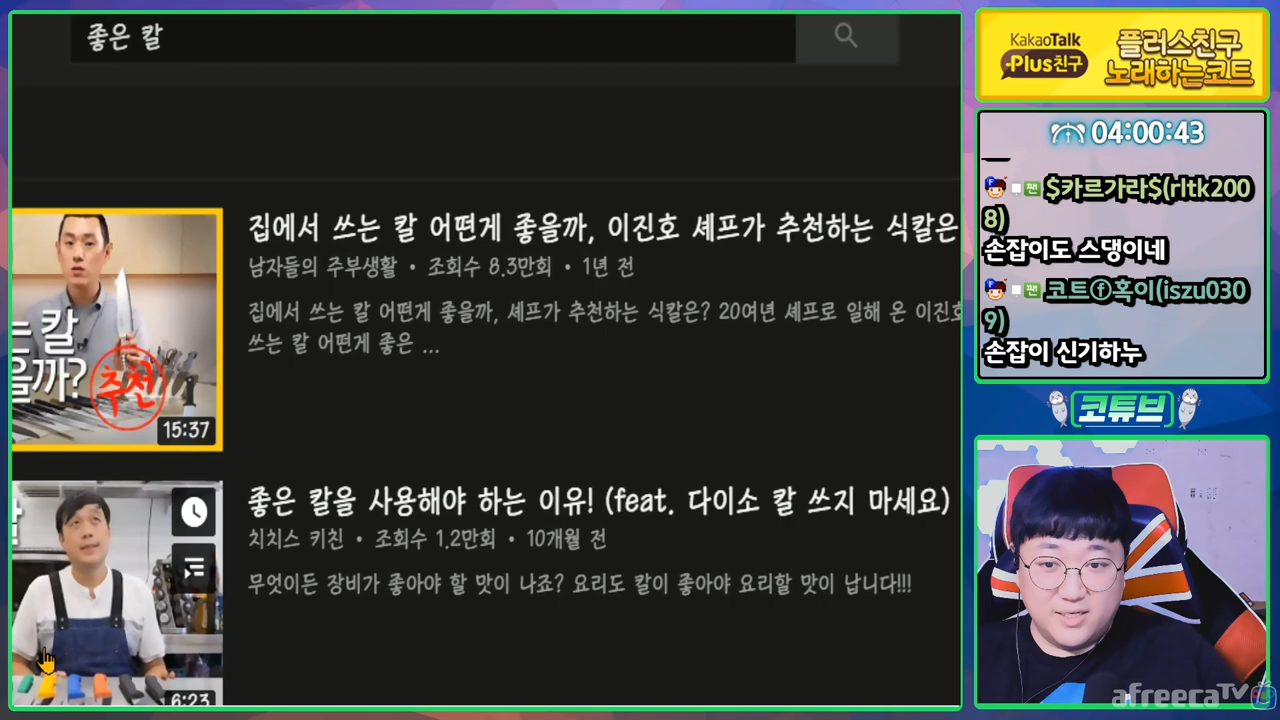 좋은 칼
집에서 쓰는 칼 어떤게 좋을까, 이진호 셰프가 추천하는 식칼은
남자들의 주부생활 • 조회수 8.3만회 • 1년 전
집에서 쓰는 칼 어떤게 좋을까, 셰프가 추천하는 식칼은? 20여년 셰프로 일해 온 이진호
쓰는 칼 어떤게 좋은 ...
는 칼
을까?
추천
15:37
좋은 칼을 사용해야 하는 이유! (feat. 다이소 칼 쓰지 마세요)
치치스 키친 • 조회수 1.2만회 • 10개월 전
무엇이든 장비가 좋아야 할 맛이 나죠? 요리도 칼이 좋아야 요리할 맛이 납니다!!!
6:23
KakaoTalk
Plus친구
플러스친구
노래하는코트
04:00:43
팬 $카르가라$(rltk200
8)
손잡이도 스댕이네
팬 코트ⓕ혹이(iszu030
9)
손잡이 신기하누
코튜브
afreecaTV